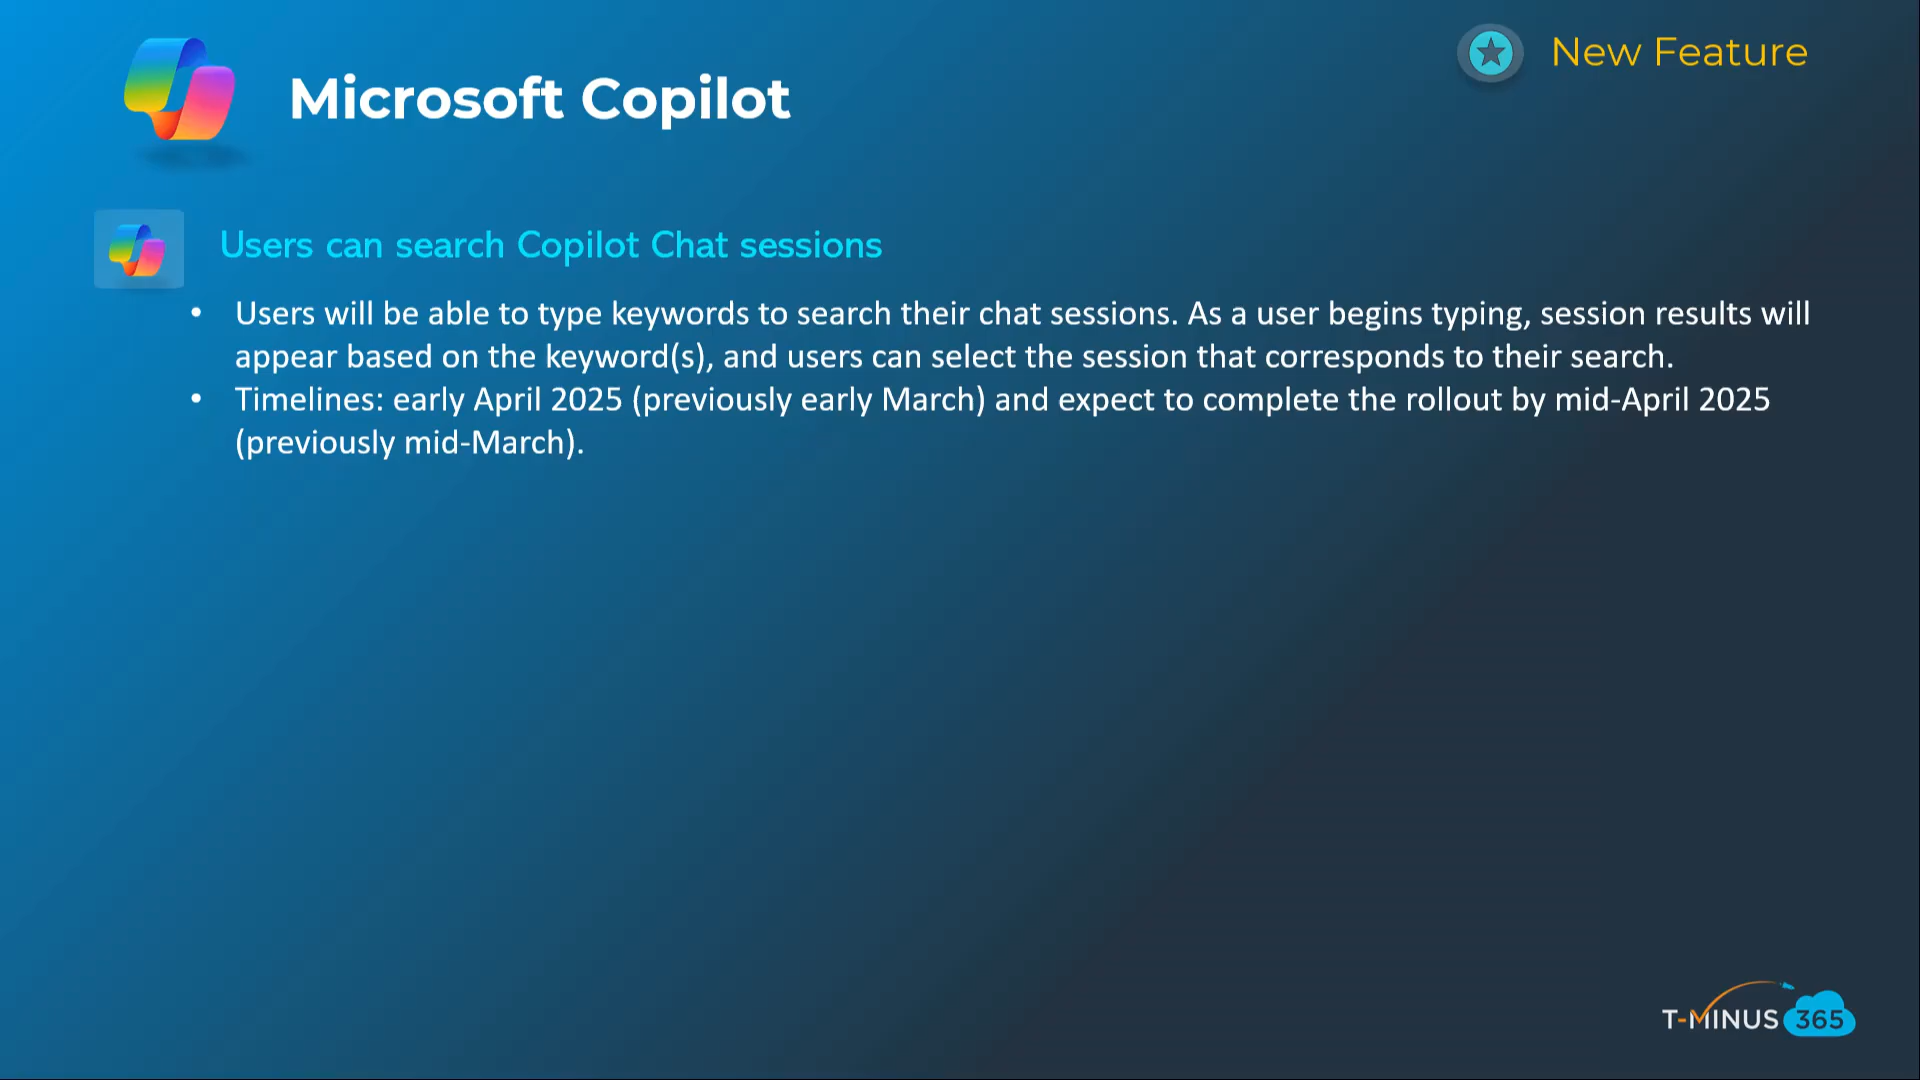 New Feature
Microsoft Copilot
Users can search Copilot Chat sessions
• Users will be able to type keywords to search their chat sessions. As a user begins typing, session results will
appear based on the keyword(s), and users can select the session that corresponds to their search.
• Timelines: early April 2025 (previously early March) and expect to complete the rollout by mid-April 2025
(previously mid-March).
T-MINUS 365